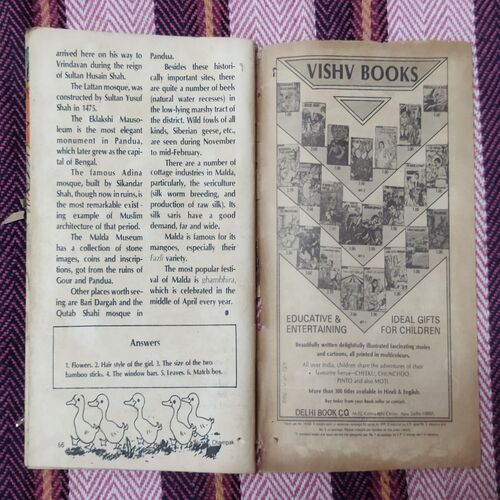 arrived here on his way to
Vrindavan during the reign
of Sultan Husain Shah.
The Lattan mosque, was
constructed by Sultan Yusuf
Shah in 1475.
The Eklakshi Mauso-
leum is the most elegant
monument in Pandua,
which later grew as the capi-
tal of Bengal.
The famous Adina
mosque, built by Sikandar
Shah, though now in ruins, is
the most remarkable exist-
ing example of Muslim
architecture of that period.
The Malda Museum
has a collection of stone
images, coins and inscrip-
tions, got from the ruins of
Gour and Pandua.
Other places worth see-
ing are Bari Dargah and the
Qutab Shahi mosque in
Pandua.
Besides these histori-
cally important sites, there
are quite a number of beels
(natural water recesses) in
the low-lying marshy tract of
the district. Wild fowls of all
kinds, Siberian geese, etc.,
are seen during November
to mid-February.
There are a number of
cottage industries in Malda,
particularly, the sericulture
(silk worm breeding, and
production of raw silk). Its
silk saris have a good
demand, far and wide.
Malda is famous for its
mangoes, especially their
fazli variety.
The most popular festi-
val of Malda is ghambhira,
which is celebrated in the
middle of April every year.
Answers
1. Flowers. 2. Hair style of the girl. 3. The size of the two
bamboo sticks. 4. The window bars. 5. Leaves. 6. Match box.
56
Champak
VISHV BOOKS
EDUCATIVE &
ENTERTAINING
IDEAL GIFTS
FOR CHILDREN
Beautifully written delightfully illustrated fascinating stories
and cartoons, all printed in multicolours.
All over India, children share the adventures of their
favourite heroe—CHEEKU, CHUNCHOO,
PINTO and also MOTI.
More than 300 titles available in Hindi & English.
Buy today from your book seller or contact.
DELHI BOOK CO. M-12, Connaught Circus, New Delhi-110001.